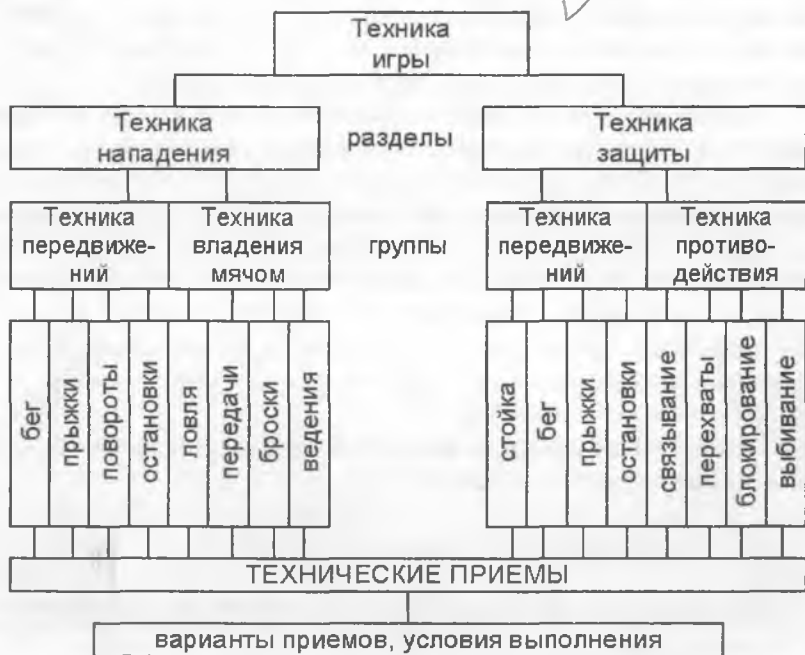 Техника
игры
Техника
нападения
разделы
Техника
защиты
Техника
передвиже-
ний
Техника
владения
мячом
группы
Техника
передвиже-
ний
Техника
противо-
действия
бег
прыжки
повороты
остановки
ловля
передачи
броски
ведения
стойка
бег
прыжки
остановки
связывание
перехваты
блокирование
выбивание
ТЕХНИЧЕСКИЕ ПРИЕМЫ
варианты приемов, условия выполнения